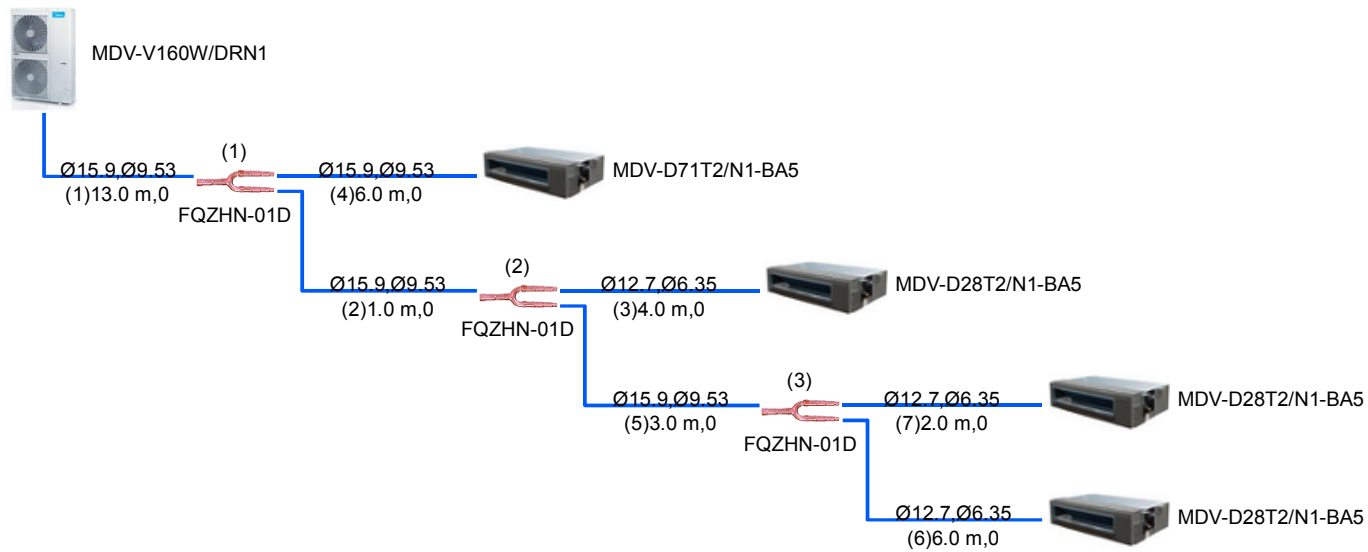 MDV-V160W/DRN1
(1)
Ø15.9,Ø9.53
(1)13.0 m,0
FQZHN-01D
Ø15.9,Ø9.53
(4)6.0 m,0
MDV-D71T2/N1-BA5
(2)
Ø15.9,Ø9.53
(2)1.0 m,0
FQZHN-01D
Ø12.7,Ø6.35
(3)4.0 m,0
MDV-D28T2/N1-BA5
(3)
Ø15.9,Ø9.53
(5)3.0 m,0
FQZHN-01D
Ø12.7,Ø6.35
(7)2.0 m,0
MDV-D28T2/N1-BA5
Ø12.7,Ø6.35
(6)6.0 m,0
MDV-D28T2/N1-BA5